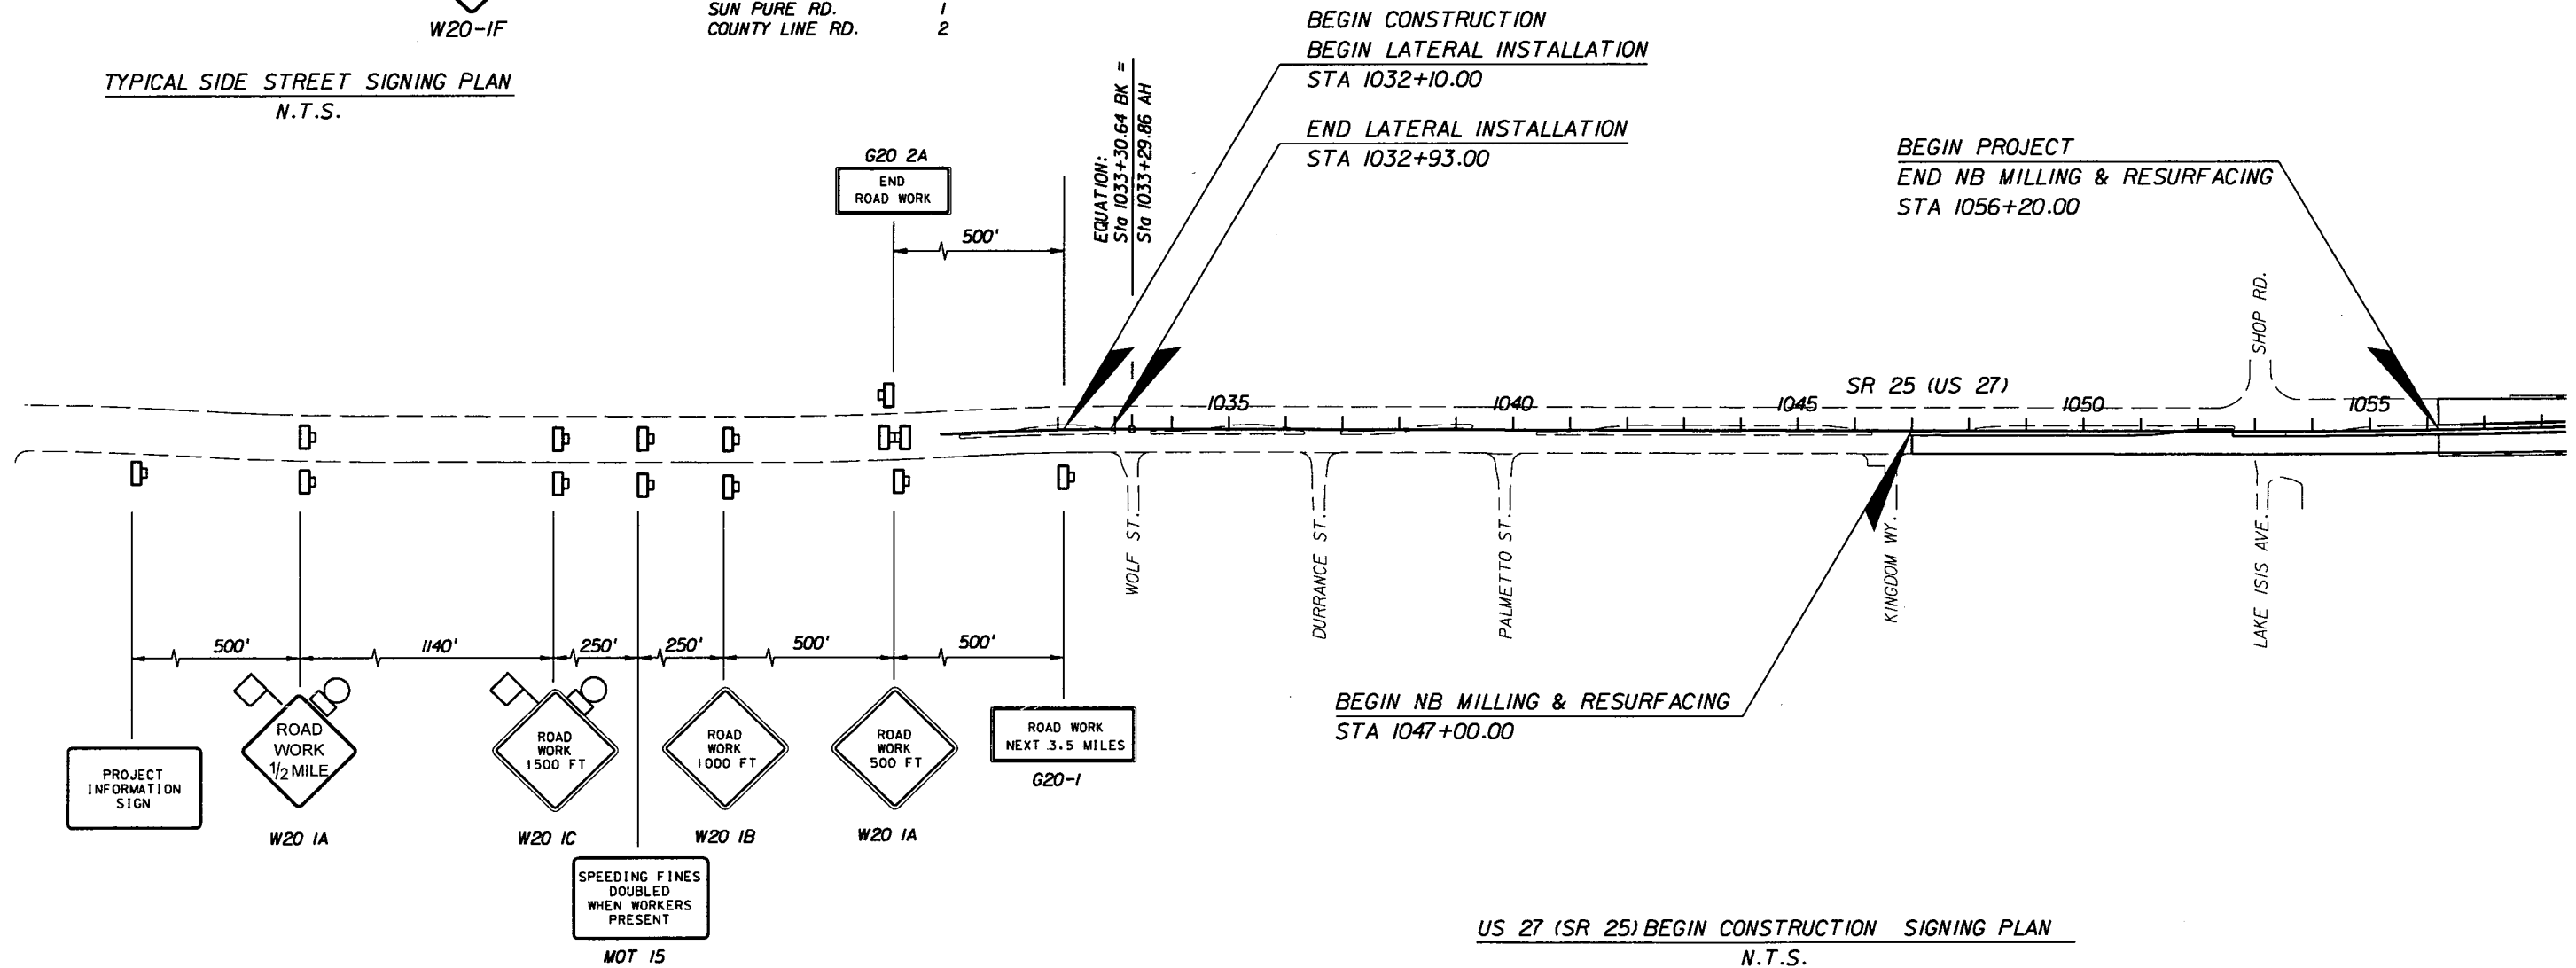 W20-1F
SUN PURE RD. 1
COUNTY LINE RD. 2
TYPICAL SIDE STREET SIGNING PLAN
N.T.S.
BEGIN CONSTRUCTION
BEGIN LATERAL INSTALLATION
STA 1032+10.00
END LATERAL INSTALLATION
STA 1032+93.00
EQUATION:
Sta 1033+30.64 BK =
Sta 1033+29.86 AH
G20 2A
END
ROAD WORK
500'
BEGIN PROJECT
END NB MILLING & RESURFACING
STA 1056+20.00
SHOP RD.
SR 25 (US 27)
1035
1040
1045
1050
1055
WOLF ST.
DURRANCE ST.
PALMETTO ST.
KINGDOM WY.
LAKE ISIS AVE.
500'
1140'
250'
250'
500'
500'
PROJECT
INFORMATION
SIGN
ROAD
WORK
1/2 MILE
W20 1A
ROAD
WORK
1500 FT
W20 1C
SPEEDING FINES
DOUBLED
WHEN WORKERS
PRESENT
MOT 15
ROAD
WORK
1000 FT
W20 1B
ROAD
WORK
500 FT
W20 1A
ROAD WORK
NEXT 3.5 MILES
G20-1
BEGIN NB MILLING & RESURFACING
STA 1047+00.00
US 27 (SR 25) BEGIN CONSTRUCTION SIGNING PLAN
N.T.S.